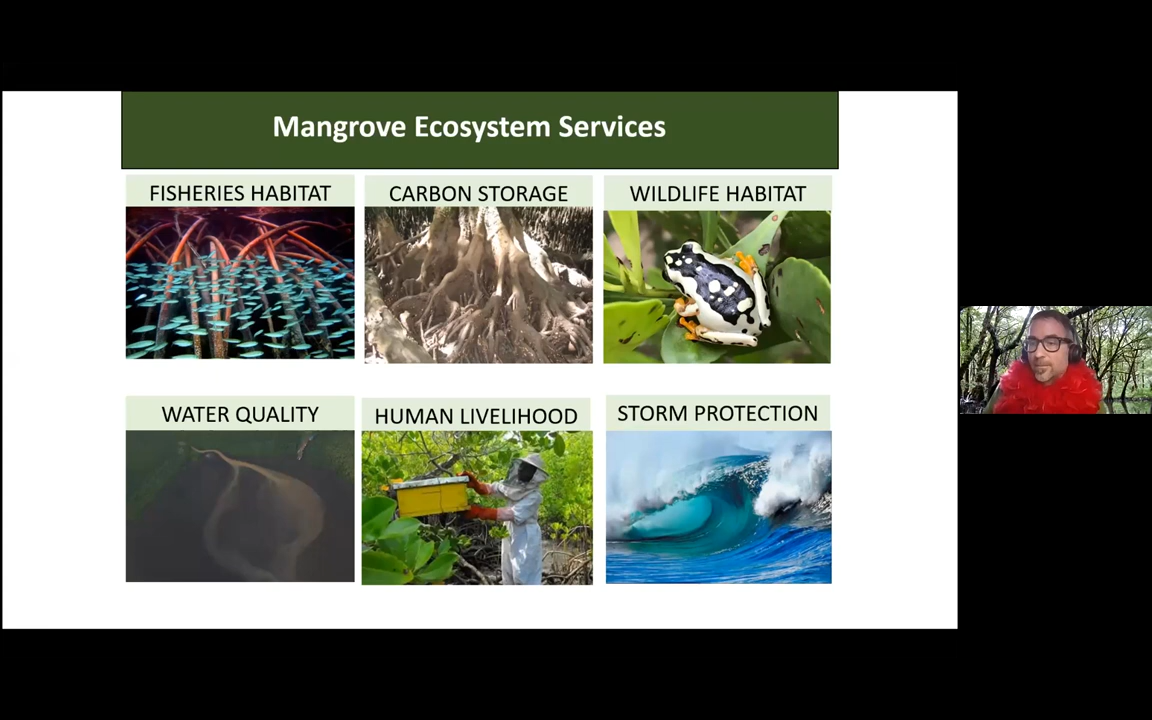 Mangrove Ecosystem Services
FISHERIES HABITAT
CARBON STORAGE
WILDLIFE HABITAT
WATER QUALITY
HUMAN LIVELIHOOD
STORM PROTECTION